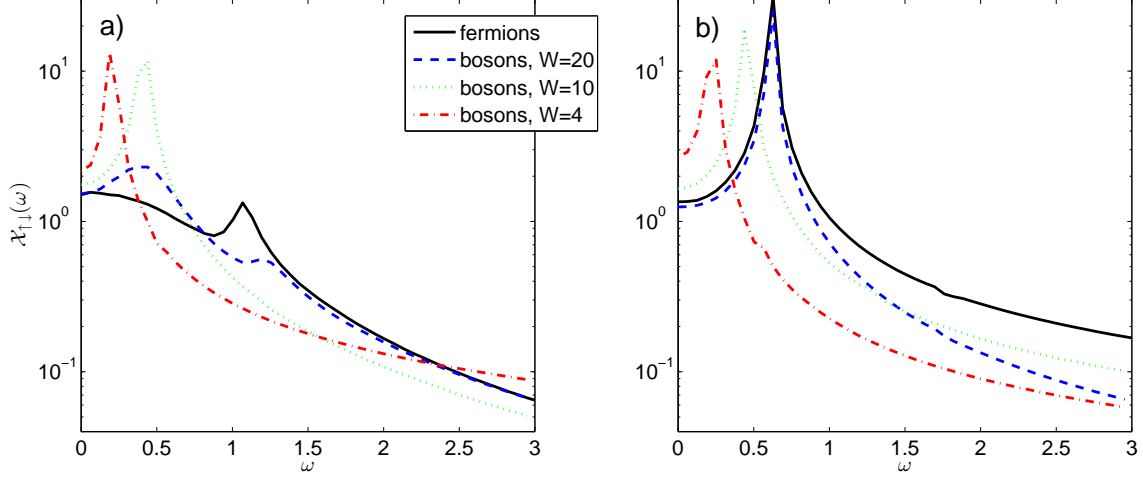 a)
fermions
bosons, W=20
bosons, W=10
bosons, W=4
b)
10¹
10⁰
10⁻¹
χ↑↓(ω)
0 0.5 1 1.5 2 2.5 3
ω
10¹
10⁰
10⁻¹
0 0.5 1 1.5 2 2.5 3
ω